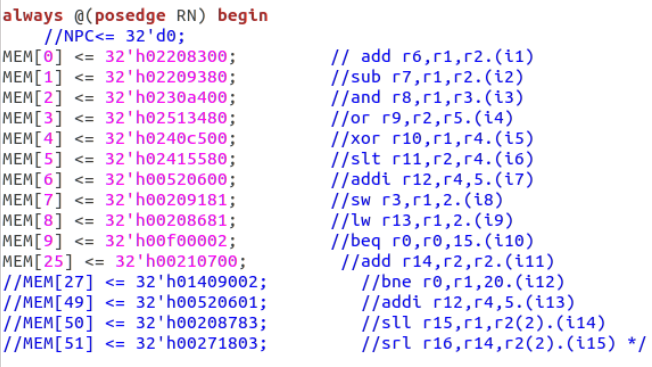 always @(posedge RN) begin
//NPC<= 32'd0;
MEM[0] <= 32'h02208300; // add r6,r1,r2.(i1)
MEM[1] <= 32'h02209380; //sub r7,r1,r2.(i2)
MEM[2] <= 32'h0230a400; //and r8,r1,r3.(i3)
MEM[3] <= 32'h02513480; //or r9,r2,r5.(i4)
MEM[4] <= 32'h0240c500; //xor r10,r1,r4.(i5)
MEM[5] <= 32'h02415580; //slt r11,r2,r4.(i6)
MEM[6] <= 32'h00520600; //addi r12,r4,5.(i7)
MEM[7] <= 32'h00209181; //sw r3,r1,2.(i8)
MEM[8] <= 32'h00208681; //lw r13,r1,2.(i9)
MEM[9] <= 32'h00f00002; //beq r0,r0,15.(i10)
MEM[25] <= 32'h00210700; //add r14,r2,r2.(i11)
//MEM[27] <= 32'h01409002; //bne r0,r1,20.(i12)
//MEM[49] <= 32'h00520601; //addi r12,r4,5.(i13)
//MEM[50] <= 32'h00208783; //sll r15,r1,r2(2).(i14)
//MEM[51] <= 32'h00271803; //srl r16,r14,r2(2).(i15) */